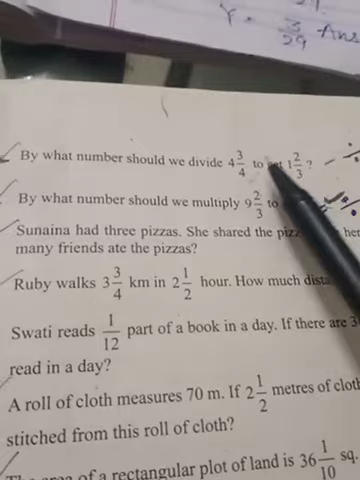 Y = 3/29 Ans
By what number should we divide 4 3/4 to get 1 2/3 ?
By what number should we multiply 9 2/3 to
Sunaina had three pizzas. She shared the
many friends ate the pizzas?
Ruby walks 3 3/4 km in 2 1/2 hour. How much
Swati reads 1/12 part of a book in a day. If there are 3
read in a day?
A roll of cloth measures 70 m. If 2 1/2 metres of cloth
stitched from this roll of cloth?
of a rectangular plot of land is 36 1/10 sq.